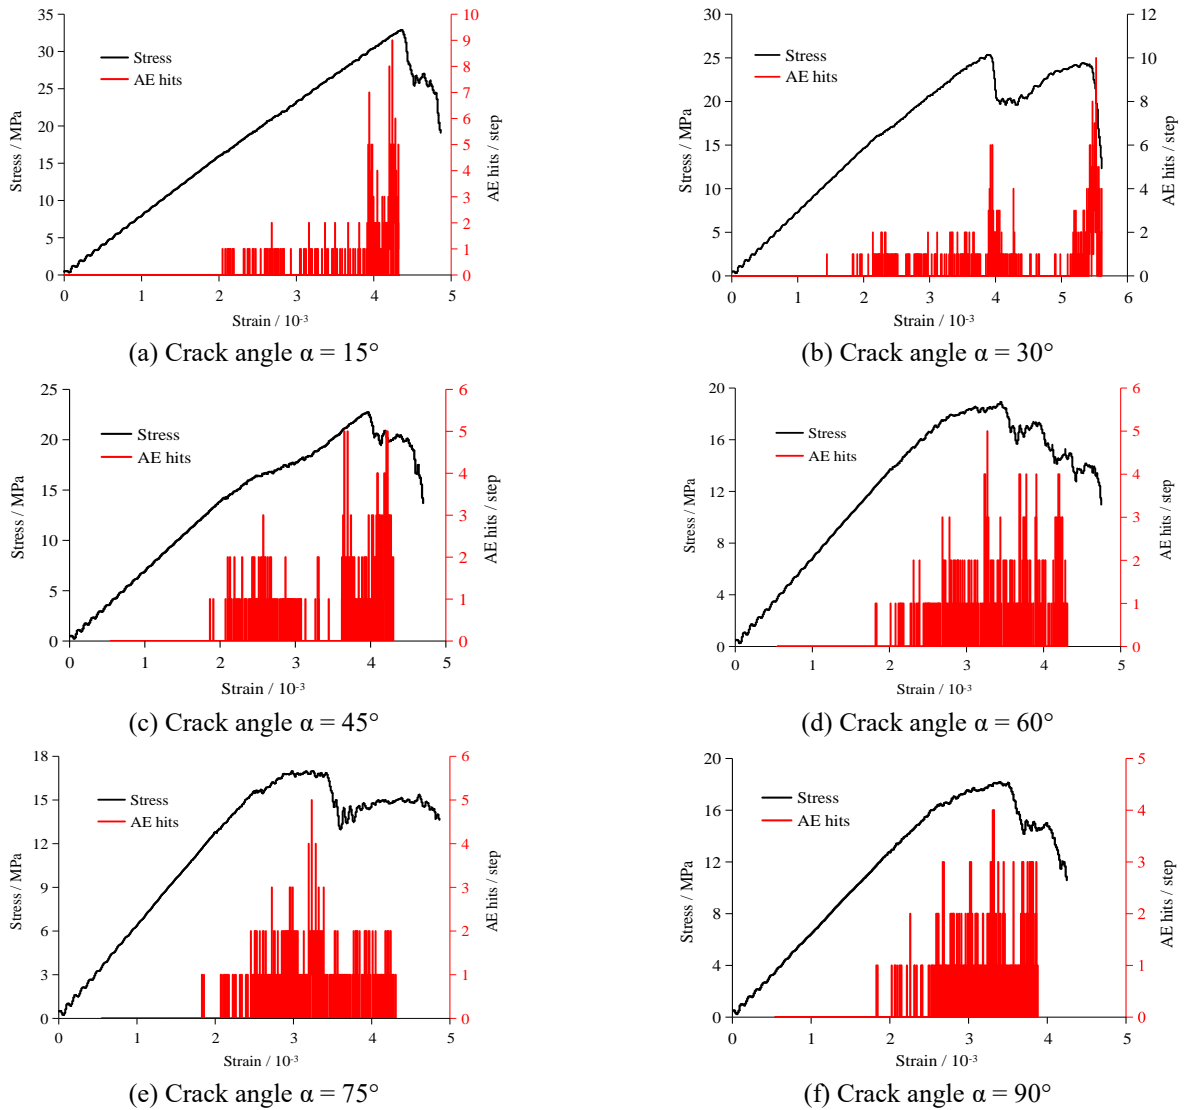 35
30
25
20
15
10
5
0
Stress / MPa
Stress
AE hits
10
9
8
7
6
5
4
3
2
1
0
AE hits / step
0 1 2 3 4 5
Strain / 10-3
(a) Crack angle α = 15°
30
25
20
15
10
5
0
Stress / MPa
Stress
AE hits
12
10
8
6
4
2
0
AE hits / step
0 1 2 3 4 5 6
Strain / 10-3
(b) Crack angle α = 30°
25
20
15
10
5
0
Stress / MPa
Stress
AE hits
6
5
4
3
2
1
0
AE hits / step
0 1 2 3 4 5
Strain / 10-3
(c) Crack angle α = 45°
20
16
12
8
4
0
Stress / MPa
Stress
AE hits
6
5
4
3
2
1
0
AE hits / step
0 1 2 3 4 5
Strain / 10-3
(d) Crack angle α = 60°
18
15
12
9
6
3
0
Stress / MPa
Stress
AE hits
6
5
4
3
2
1
0
AE hits / step
0 1 2 3 4 5
Strain / 10-3
(e) Crack angle α = 75°
20
16
12
8
4
0
Stress / MPa
Stress
AE hits
5
4
3
2
1
0
AE hits / step
0 1 2 3 4 5
Strain / 10-3
(f) Crack angle α = 90°